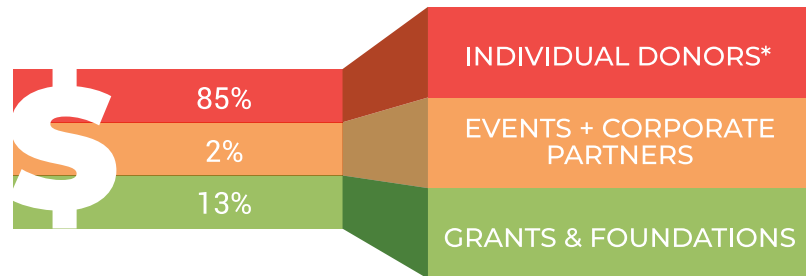 $
85%
INDIVIDUAL DONORS*
2%
EVENTS + CORPORATE
PARTNERS
13%
GRANTS & FOUNDATIONS